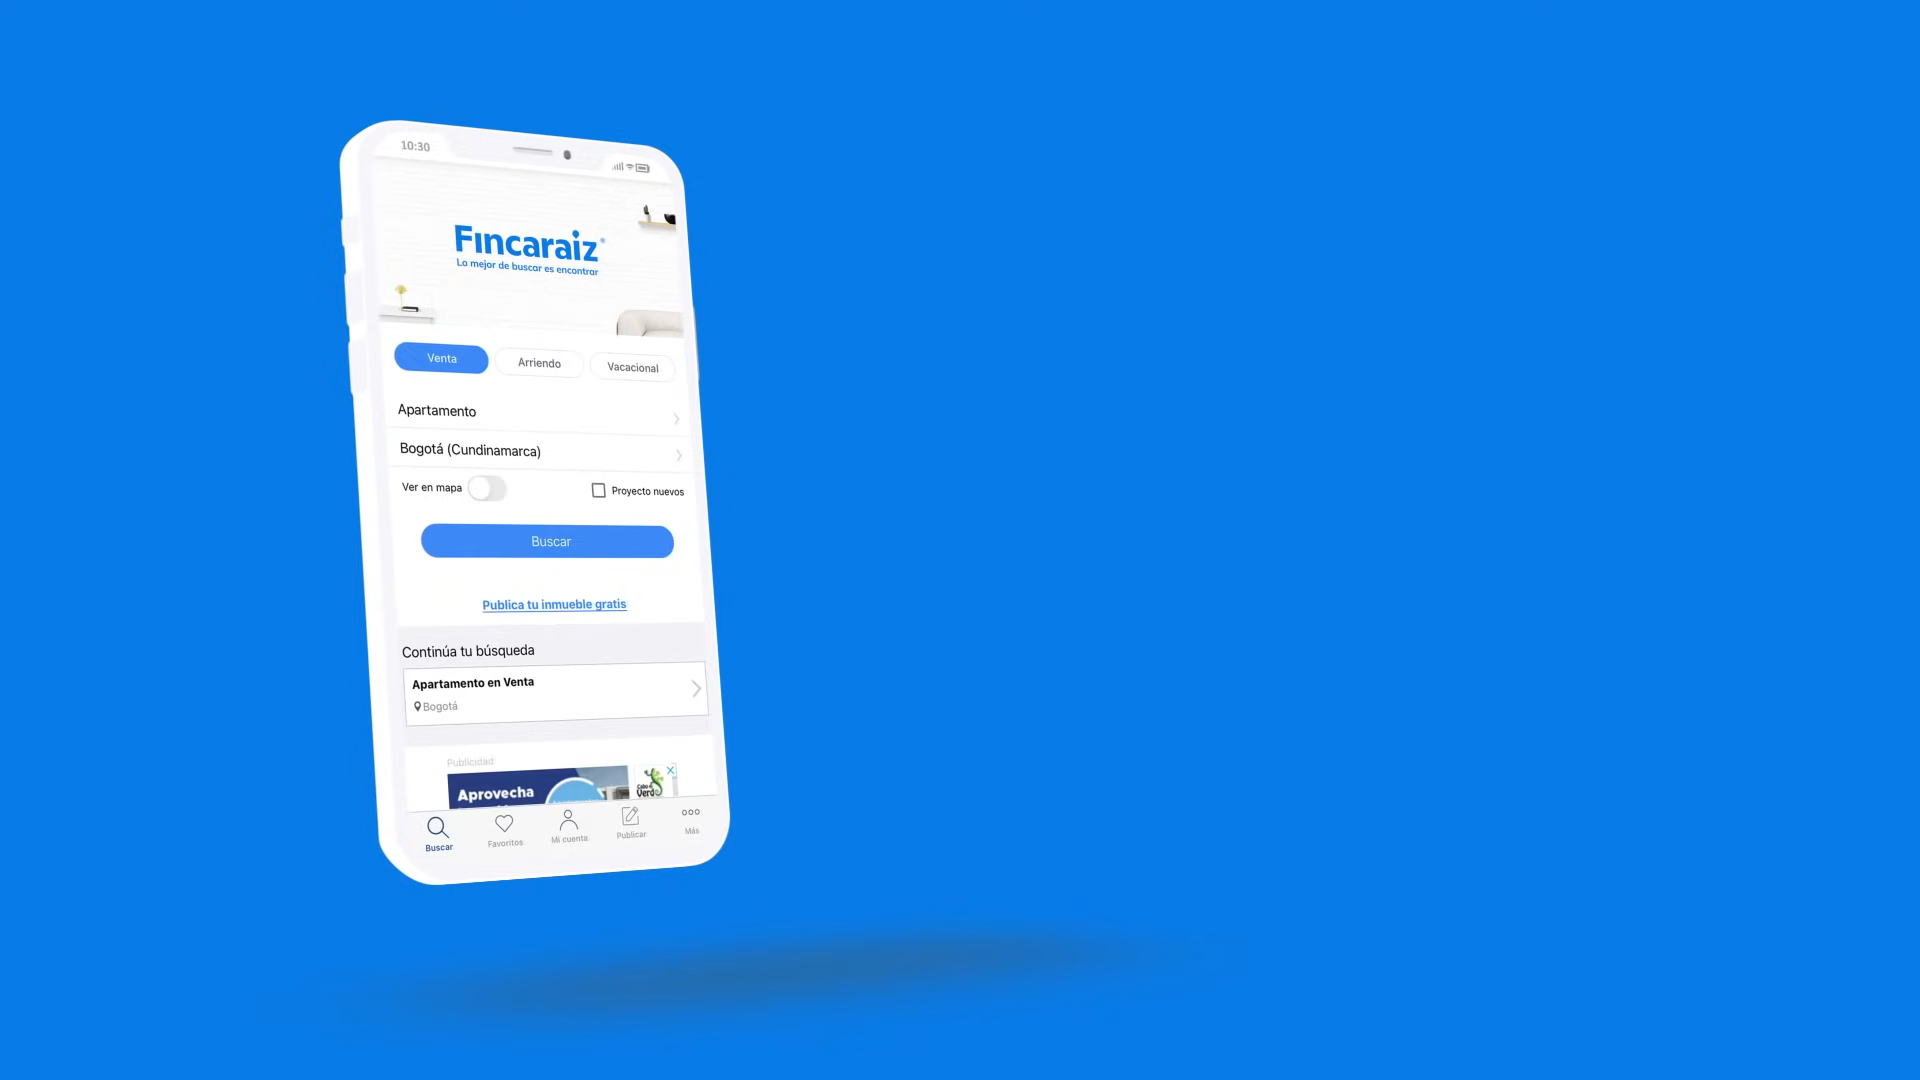 10:30
Fincaraiz
Lo mejor de buscar es encontrar
Venta Arriendo Vacacional
Apartamento
Bogotá (Cundinamarca)
Ver en mapa Proyecto nuevos
Buscar
Publica tu inmueble gratis
Continúa tu búsqueda
Apartamento en Venta
Bogotá
Publicidad
Aprovecha
Cabo Verde
Buscar Favoritos Mi cuenta Publicar Más